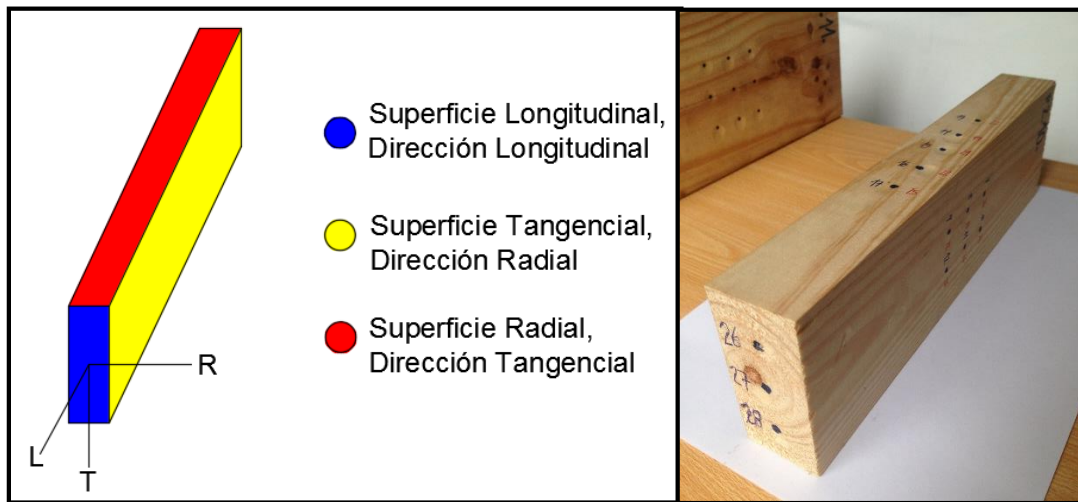 Superficie Longitudinal,
Dirección Longitudinal
Superficie Tangencial,
Dirección Radial
Superficie Radial,
Dirección Tangencial
R
L
T
26
27
28